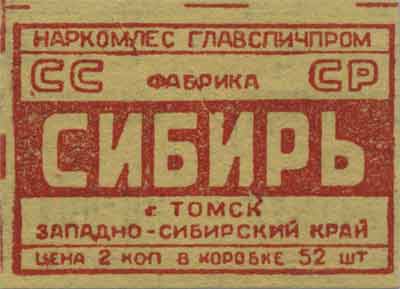 НАРКОМЛЕС ГЛАВСПИЧПРОМ
СС ФАБРИКА СР
СИБИРЬ
г. ТОМСК
ЗАПАДНО-СИБИРСКИЙ КРАЙ
ЦЕНА 2 КОП В КОРОБКЕ 52 ШТ